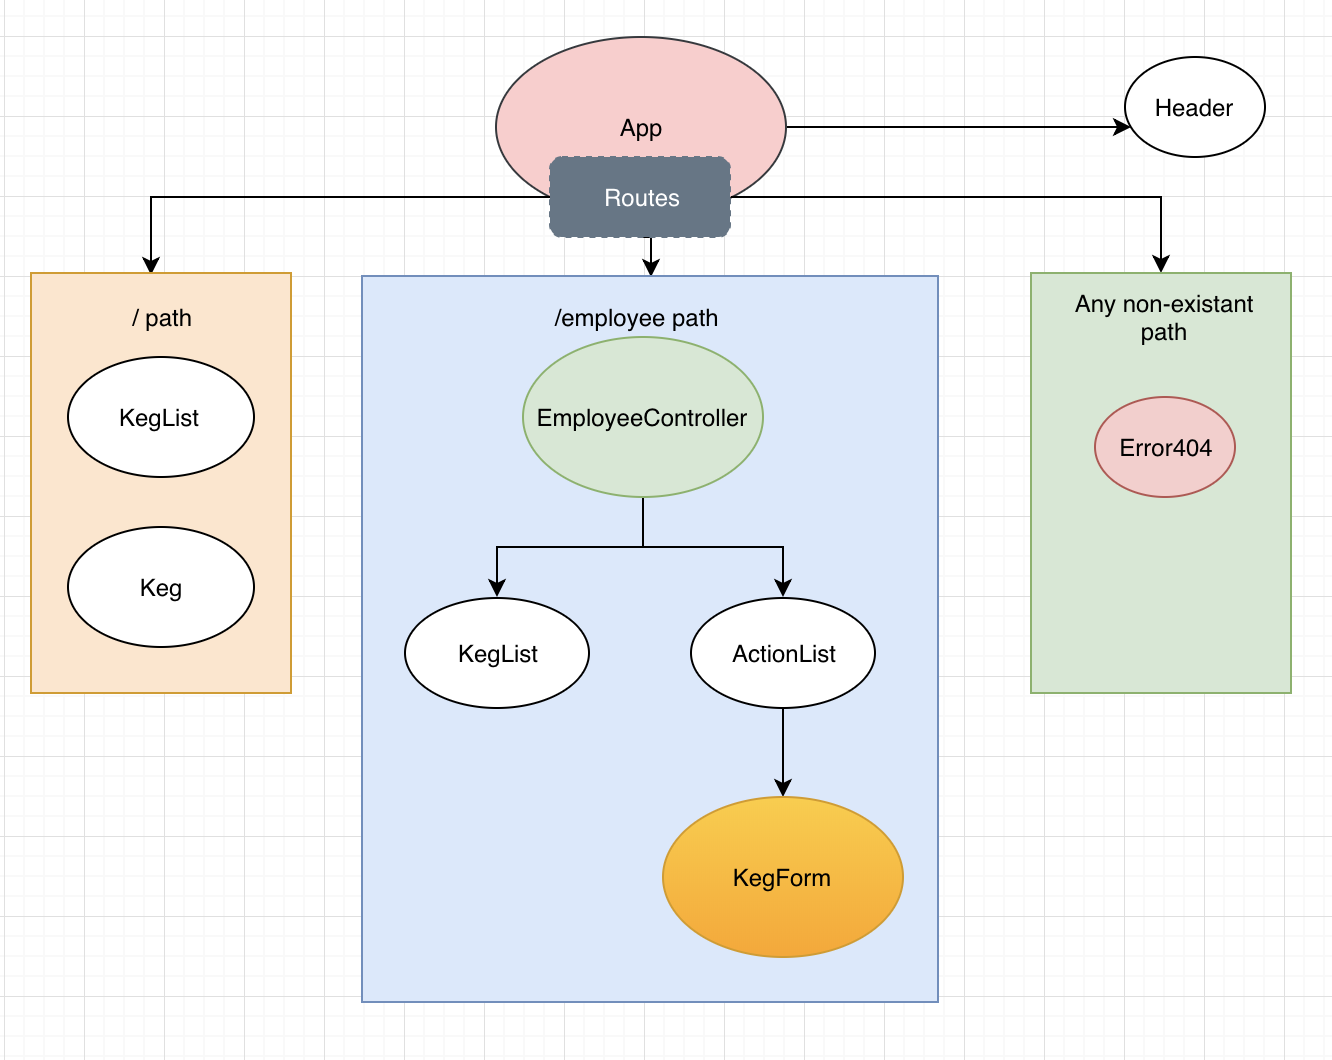 App
Header
Routes
/ path
KegList
Keg
/employee path
EmployeeController
KegList
ActionList
KegForm
Any non-existant
path
Error404